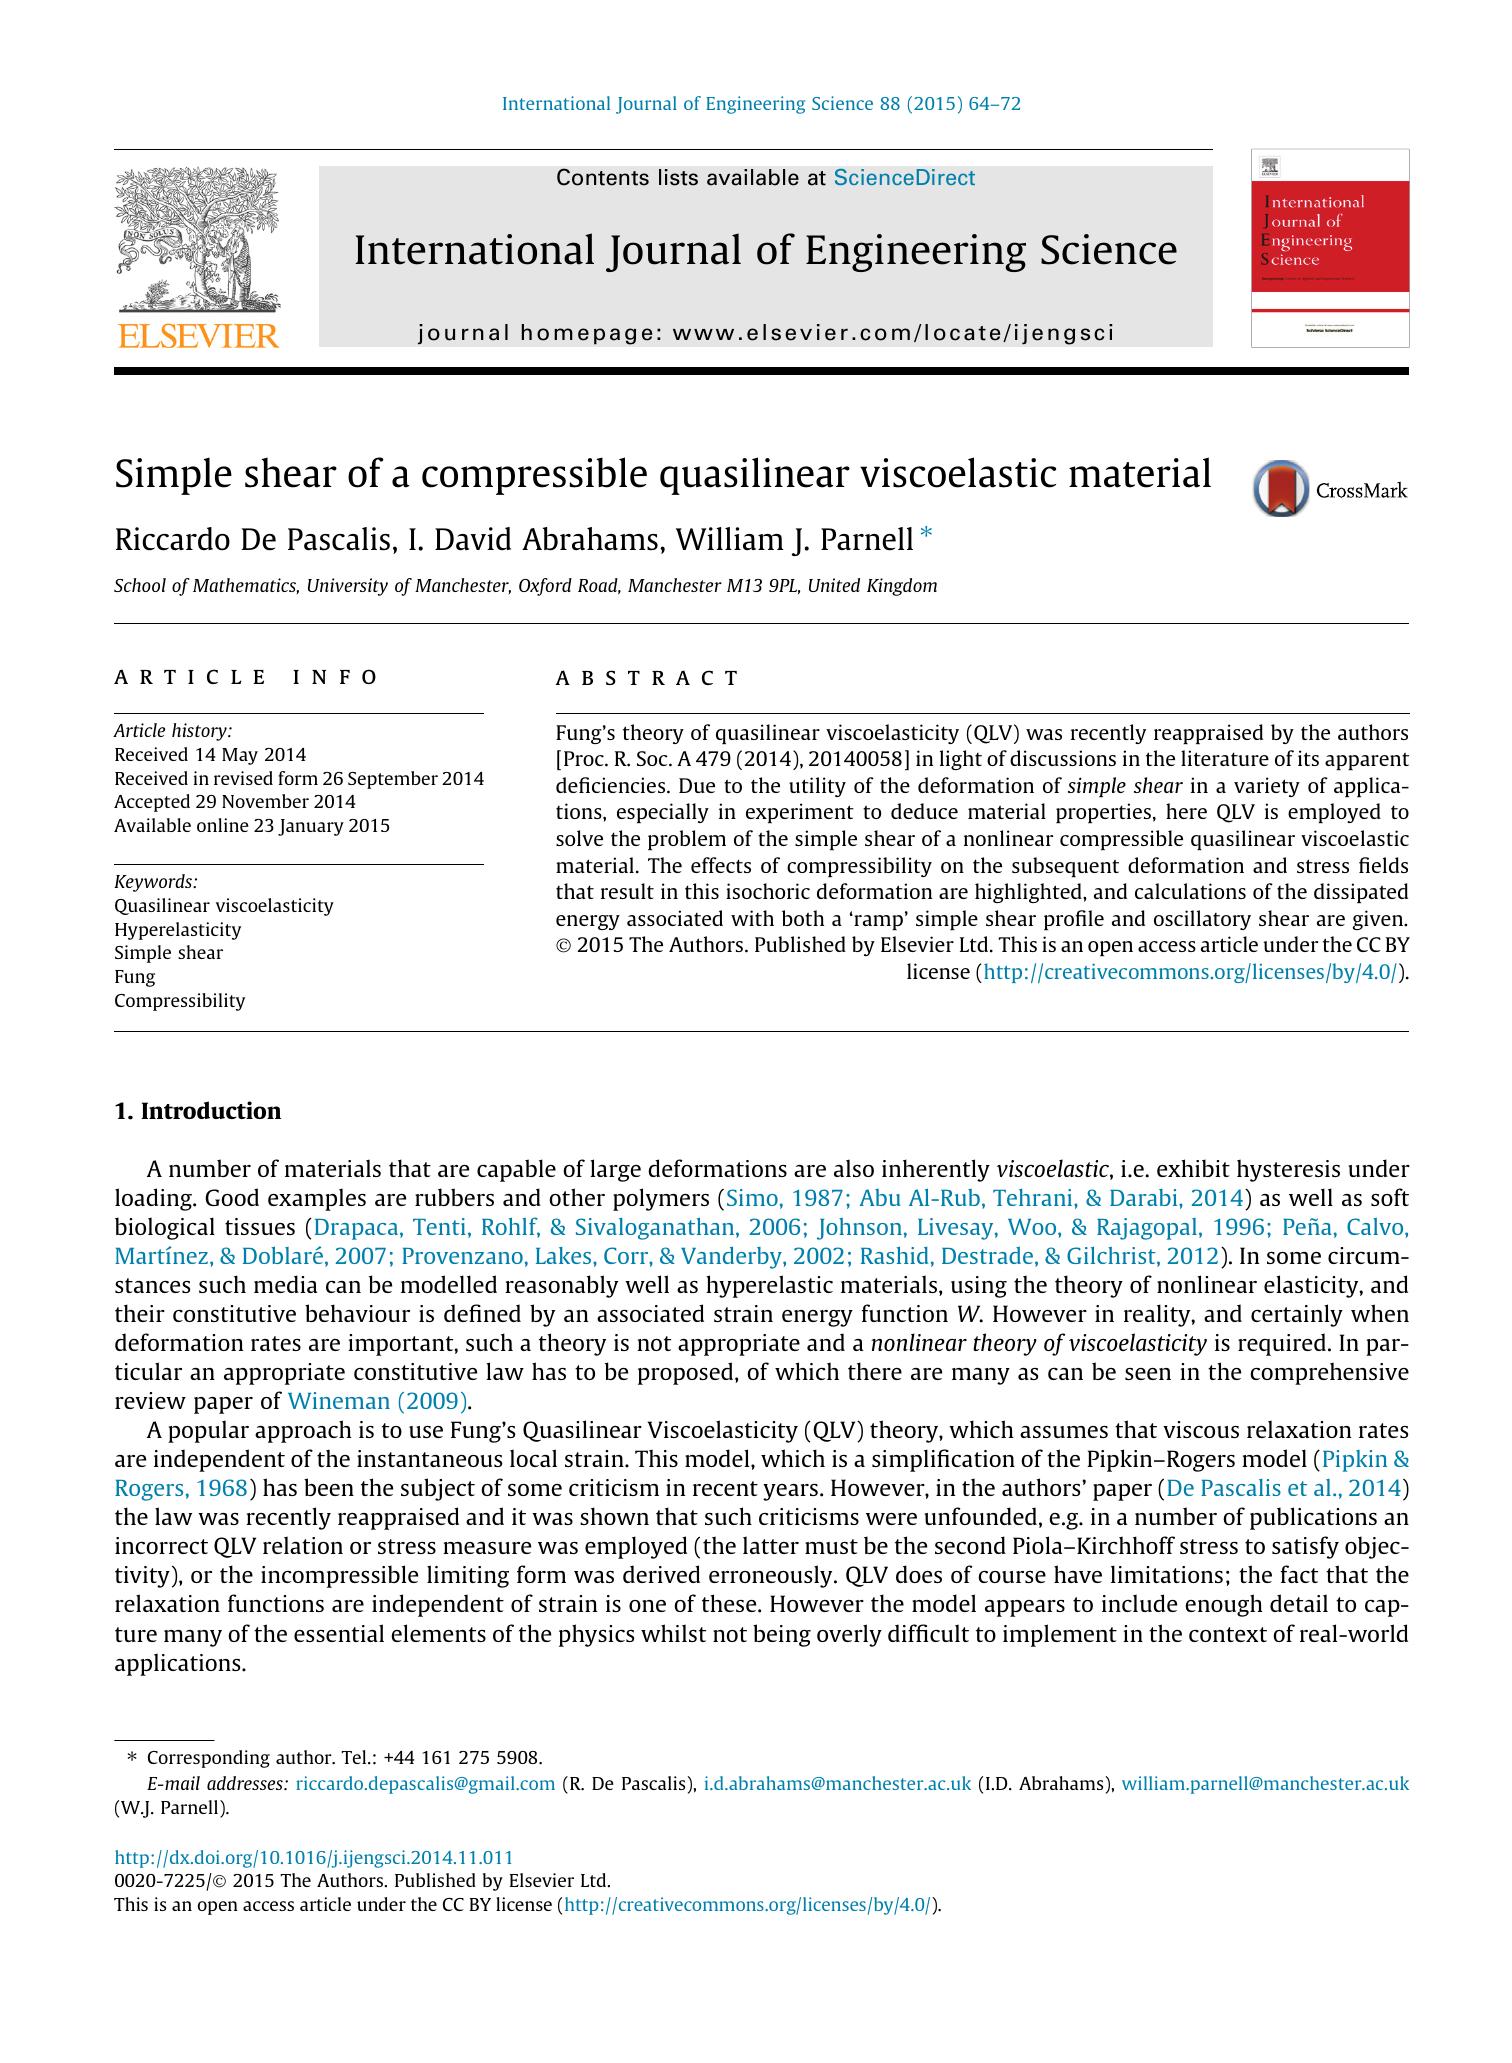 International Journal of Engineering Science 88 (2015) 64–72
Contents lists available at ScienceDirect
International Journal of Engineering Science
journal homepage: www.elsevier.com/locate/ijengsci
NON SOLUS
ELSEVIER
International
Journal of
Engineering
Science
Simple shear of a compressible quasilinear viscoelastic material
CrossMark
Riccardo De Pascalis, I. David Abrahams, William J. Parnell *
School of Mathematics, University of Manchester, Oxford Road, Manchester M13 9PL, United Kingdom
ARTICLE INFO
Article history:
Received 14 May 2014
Received in revised form 26 September 2014
Accepted 29 November 2014
Available online 23 January 2015
Keywords:
Quasilinear viscoelasticity
Hyperelasticity
Simple shear
Fung
Compressibility
ABSTRACT
Fung's theory of quasilinear viscoelasticity (QLV) was recently reappraised by the authors
[Proc. R. Soc. A 479 (2014), 20140058] in light of discussions in the literature of its apparent
deficiencies. Due to the utility of the deformation of simple shear in a variety of applica-
tions, especially in experiment to deduce material properties, here QLV is employed to
solve the problem of the simple shear of a nonlinear compressible quasilinear viscoelastic
material. The effects of compressibility on the subsequent deformation and stress fields
that result in this isochoric deformation are highlighted, and calculations of the dissipated
energy associated with both a 'ramp' simple shear profile and oscillatory shear are given.
© 2015 The Authors. Published by Elsevier Ltd. This is an open access article under the CC BY
license (http://creativecommons.org/licenses/by/4.0/).
1. Introduction
A number of materials that are capable of large deformations are also inherently viscoelastic, i.e. exhibit hysteresis under
loading. Good examples are rubbers and other polymers (Simo, 1987; Abu Al-Rub, Tehrani, & Darabi, 2014) as well as soft
biological tissues (Drapaca, Tenti, Rohlf, & Sivaloganathan, 2006; Johnson, Livesay, Woo, & Rajagopal, 1996; Peña, Calvo,
Martínez, & Doblaré, 2007; Provenzano, Lakes, Corr, & Vanderby, 2002; Rashid, Destrade, & Gilchrist, 2012). In some circum-
stances such media can be modelled reasonably well as hyperelastic materials, using the theory of nonlinear elasticity, and
their constitutive behaviour is defined by an associated strain energy function W. However in reality, and certainly when
deformation rates are important, such a theory is not appropriate and a nonlinear theory of viscoelasticity is required. In par-
ticular an appropriate constitutive law has to be proposed, of which there are many as can be seen in the comprehensive
review paper of Wineman (2009).
A popular approach is to use Fung's Quasilinear Viscoelasticity (QLV) theory, which assumes that viscous relaxation rates
are independent of the instantaneous local strain. This model, which is a simplification of the Pipkin–Rogers model (Pipkin &
Rogers, 1968) has been the subject of some criticism in recent years. However, in the authors' paper (De Pascalis et al., 2014)
the law was recently reappraised and it was shown that such criticisms were unfounded, e.g. in a number of publications an
incorrect QLV relation or stress measure was employed (the latter must be the second Piola–Kirchhoff stress to satisfy objec-
tivity), or the incompressible limiting form was derived erroneously. QLV does of course have limitations; the fact that the
relaxation functions are independent of strain is one of these. However the model appears to include enough detail to cap-
ture many of the essential elements of the physics whilst not being overly difficult to implement in the context of real-world
applications.
* Corresponding author. Tel.: +44 161 275 5908.
E-mail addresses: riccardo.depascalis@gmail.com (R. De Pascalis), i.d.abrahams@manchester.ac.uk (I.D. Abrahams), william.parnell@manchester.ac.uk
(W.J. Parnell).
http://dx.doi.org/10.1016/j.ijengsci.2014.11.011
0020-7225/© 2015 The Authors. Published by Elsevier Ltd.
This is an open access article under the CC BY license (http://creativecommons.org/licenses/by/4.0/).